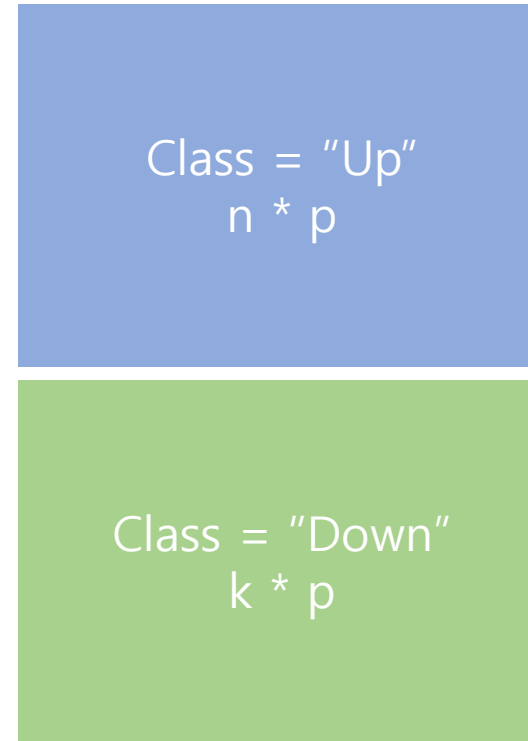 Class = "Up"
n * p
Class = "Down"
k * p